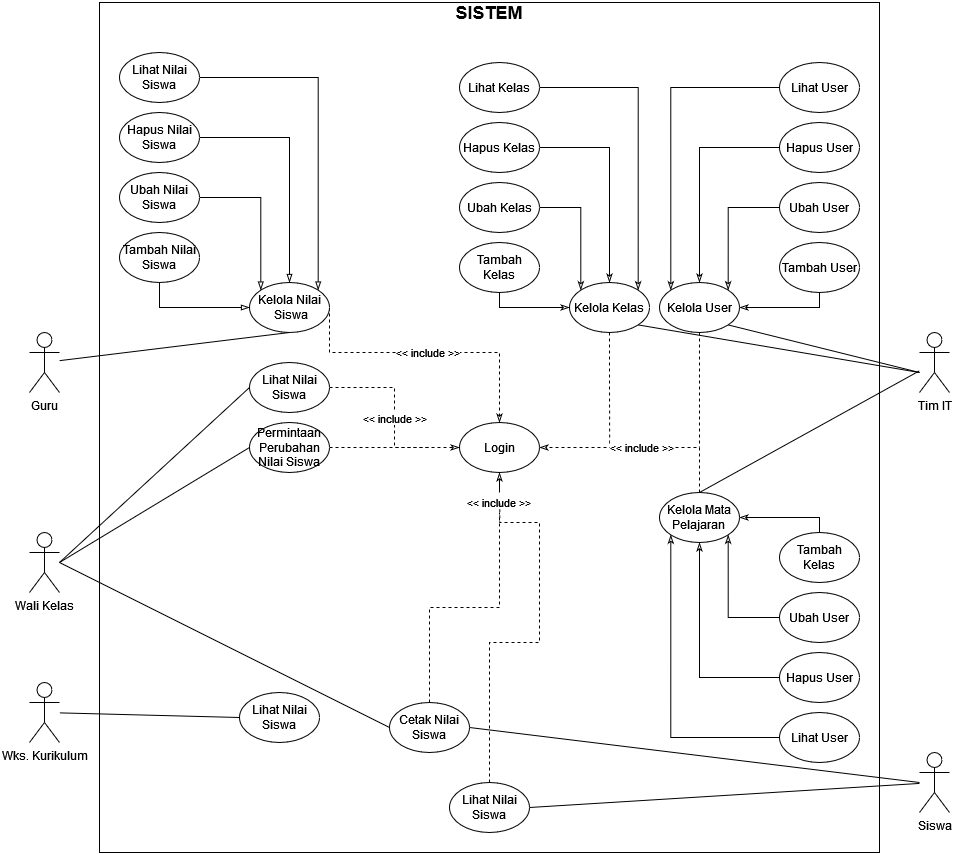 SISTEM
Lihat Nilai
Siswa
Hapus Nilai
Siswa
Ubah Nilai
Siswa
Tambah Nilai
Siswa
Kelola Nilai
Siswa
Lihat Kelas
Hapus Kelas
Ubah Kelas
Tambah
Kelas
Kelola Kelas
Lihat User
Hapus User
Ubah User
Tambah User
Kelola User
Guru
<< include >>
Lihat Nilai
Siswa
<< include >>
Permintaan
Perubahan
Nilai Siswa
Login
<< include >>
Tim IT
<< include >>
Kelola Mata
Pelajaran
Tambah
Kelas
Ubah User
Hapus User
Lihat User
Wali Kelas
Wks. Kurikulum
Lihat Nilai
Siswa
Cetak Nilai
Siswa
Lihat Nilai
Siswa
Siswa